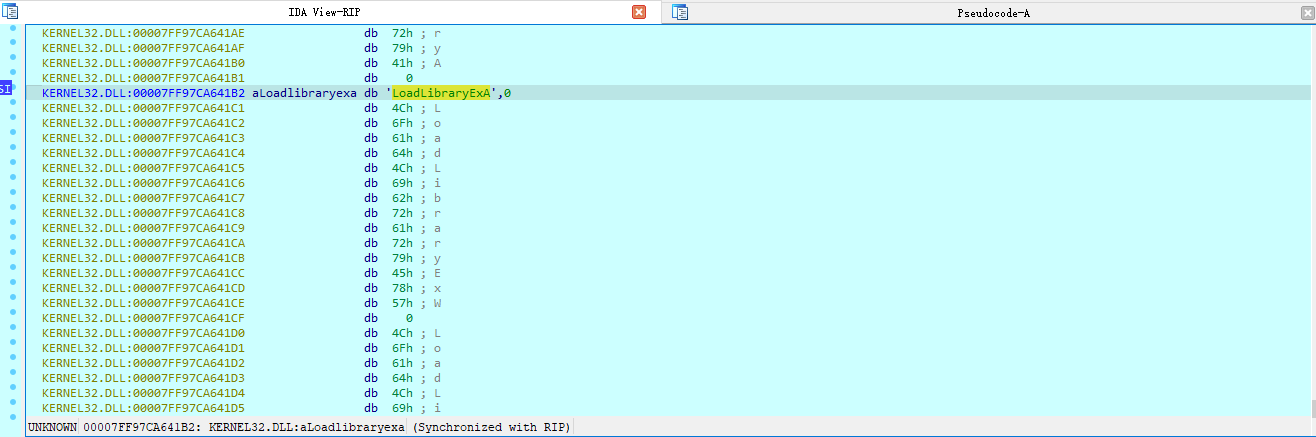 IDA View-RIP
Pseudocode-A
KERNEL32.DLL:00007FF97CA641AE db 72h ; r
KERNEL32.DLL:00007FF97CA641AF db 79h ; y
KERNEL32.DLL:00007FF97CA641B0 db 41h ; A
KERNEL32.DLL:00007FF97CA641B1 db 0
SI KERNEL32.DLL:00007FF97CA641B2 aLoadlibraryexa db 'LoadLibraryExA',0
KERNEL32.DLL:00007FF97CA641C1 db 4Ch ; L
KERNEL32.DLL:00007FF97CA641C2 db 6Fh ; o
KERNEL32.DLL:00007FF97CA641C3 db 61h ; a
KERNEL32.DLL:00007FF97CA641C4 db 64h ; d
KERNEL32.DLL:00007FF97CA641C5 db 4Ch ; L
KERNEL32.DLL:00007FF97CA641C6 db 69h ; i
KERNEL32.DLL:00007FF97CA641C7 db 62h ; b
KERNEL32.DLL:00007FF97CA641C8 db 72h ; r
KERNEL32.DLL:00007FF97CA641C9 db 61h ; a
KERNEL32.DLL:00007FF97CA641CA db 72h ; r
KERNEL32.DLL:00007FF97CA641CB db 79h ; y
KERNEL32.DLL:00007FF97CA641CC db 45h ; E
KERNEL32.DLL:00007FF97CA641CD db 78h ; x
KERNEL32.DLL:00007FF97CA641CE db 57h ; W
KERNEL32.DLL:00007FF97CA641CF db 0
KERNEL32.DLL:00007FF97CA641D0 db 4Ch ; L
KERNEL32.DLL:00007FF97CA641D1 db 6Fh ; o
KERNEL32.DLL:00007FF97CA641D2 db 61h ; a
KERNEL32.DLL:00007FF97CA641D3 db 64h ; d
KERNEL32.DLL:00007FF97CA641D4 db 4Ch ; L
KERNEL32.DLL:00007FF97CA641D5 db 69h ; i
UNKNOWN 00007FF97CA641B2: KERNEL32.DLL:aLoadlibraryexa (Synchronized with RIP)